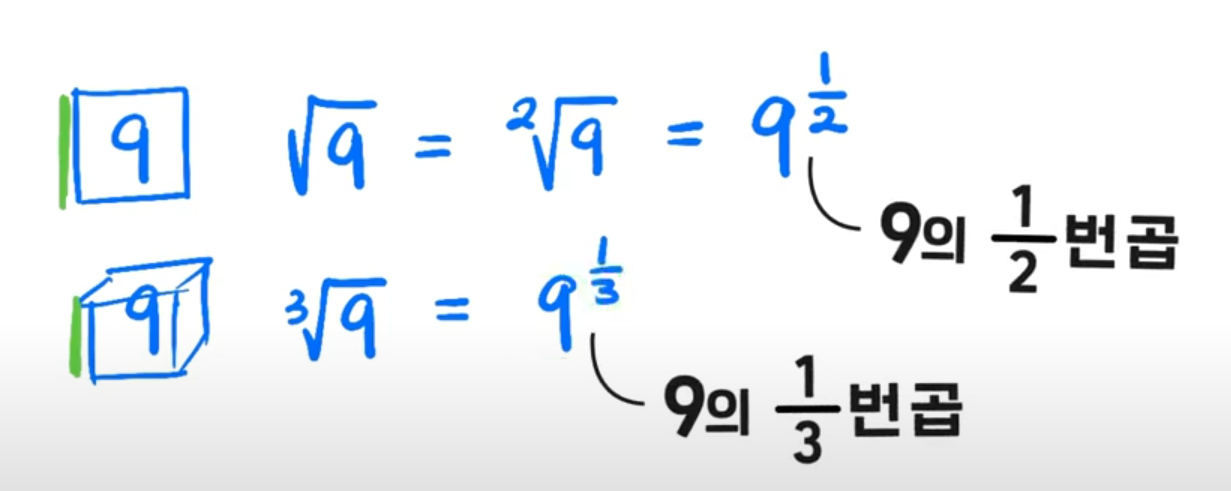 9 √9 = ²√9 = 9^(1/2)
9의 1/2 번곱
9 ³√9 = 9^(1/3)
9의 1/3 번곱